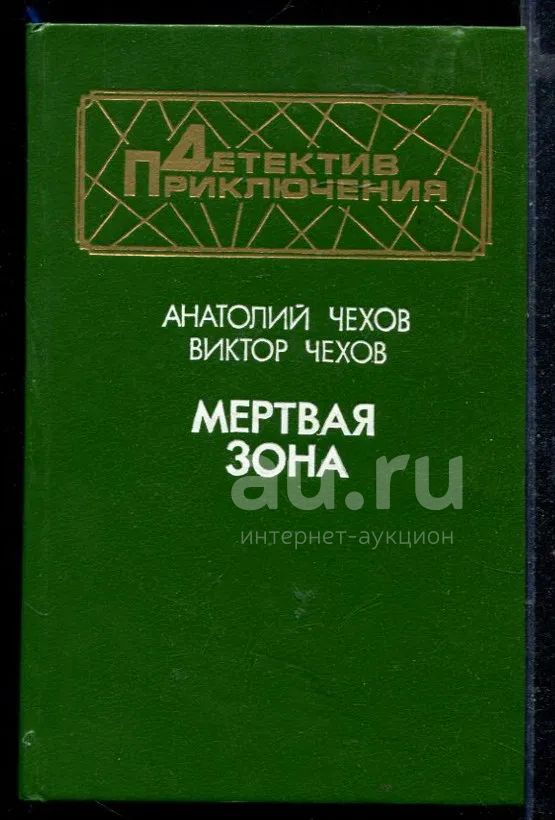 ДЕТЕКТИВ
ПРИКЛЮЧЕНИЯ
АНАТОЛИЙ ЧЕХОВ
ВИКТОР ЧЕХОВ
МЕРТВАЯ
ЗОНА
au.ru
интернет-аукцион